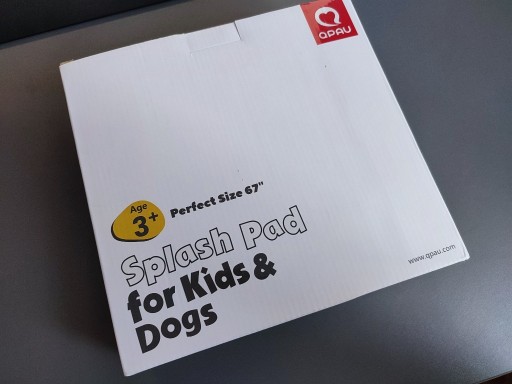 QPAU
Age
3+
Perfect Size 67"
Splash Pad
for Kids &
Dogs
www.qpau.com